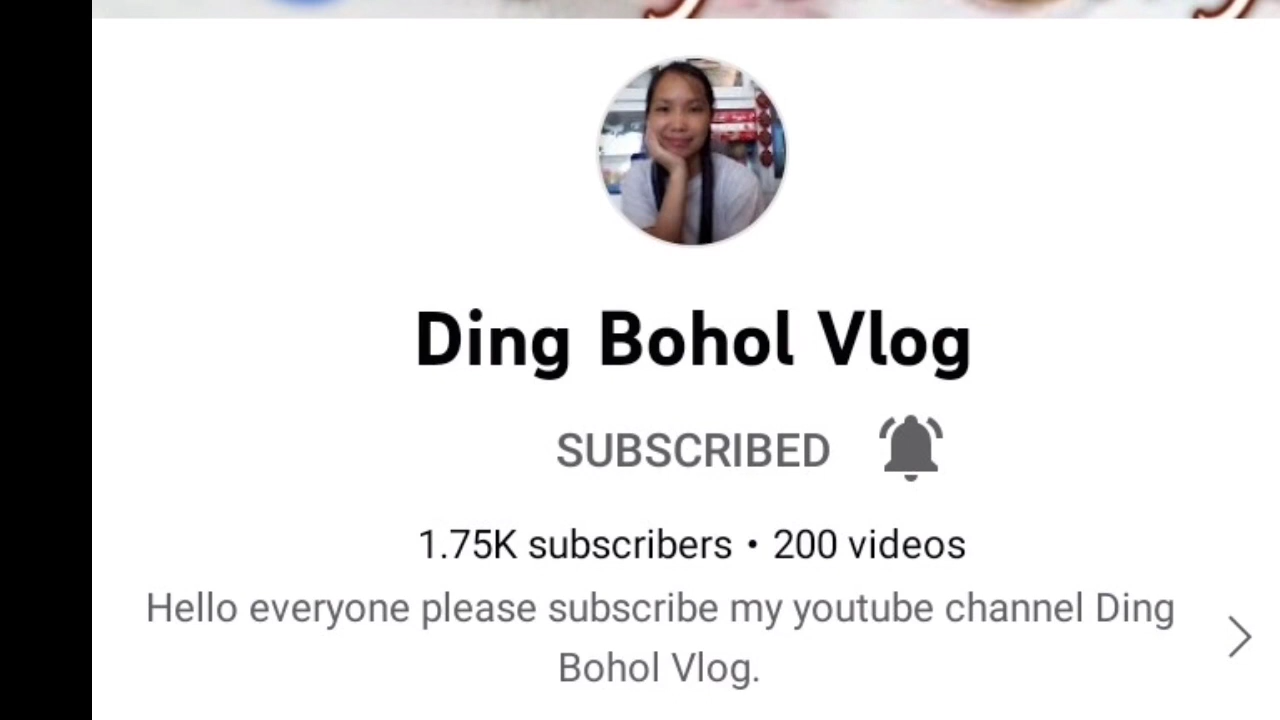 Ding Bohol Vlog
SUBSCRIBED
1.75K subscribers • 200 videos
Hello everyone please subscribe my youtube channel Ding
Bohol Vlog.